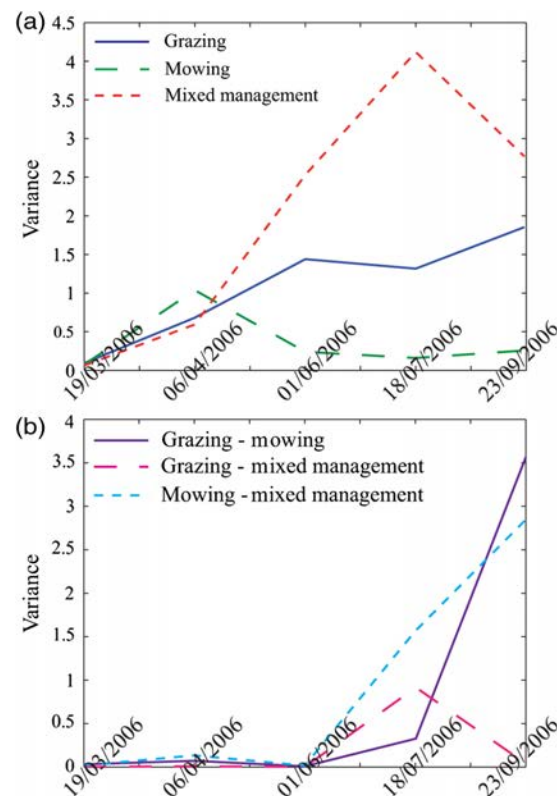 (a)
4.5
4
3.5
3
2.5
2
1.5
1
0.5
0
Variance
Grazing
Mowing
Mixed management
19/03/2006
06/04/2006
01/06/2006
18/07/2006
23/09/2006
(b)
4
3.5
3
2.5
2
1.5
1
0.5
0
Variance
Grazing - mowing
Grazing - mixed management
Mowing - mixed management
19/03/2006
06/04/2006
01/06/2006
18/07/2006
23/09/2006